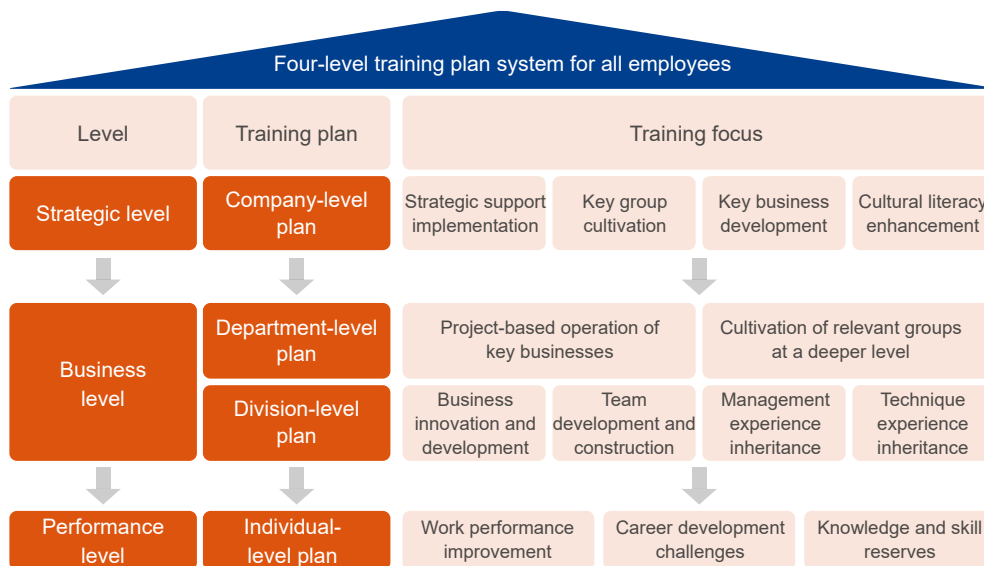 Four-level training plan system for all employees
Level
Training plan
Training focus
Strategic level
Company-level
plan
Strategic support
implementation
Key group
cultivation
Key business
development
Cultural literacy
enhancement
Business
level
Department-level
plan
Project-based operation of
key businesses
Cultivation of relevant groups
at a deeper level
Division-level
plan
Business
innovation and
development
Team
development and
construction
Management
experience
inheritance
Technique
experience
inheritance
Performance
level
Individual-
level plan
Work performance
improvement
Career development
challenges
Knowledge and skill
reserves